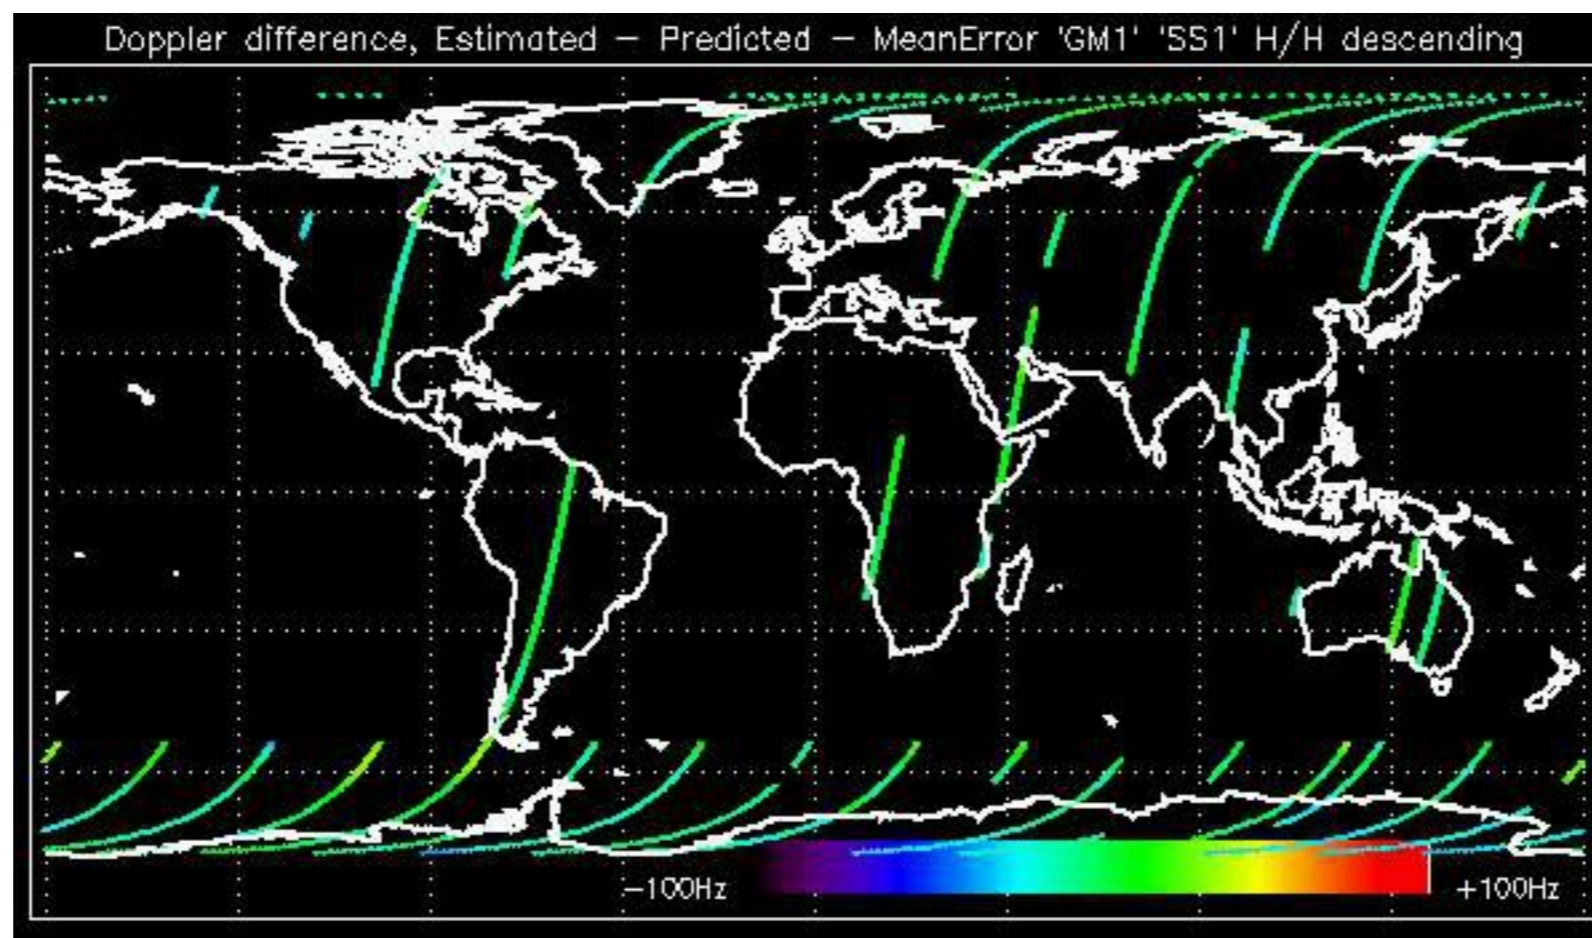 Doppler difference, Estimated – Predicted – MeanError 'GM1' 'SS1' H/H descending
–100Hz
+100Hz